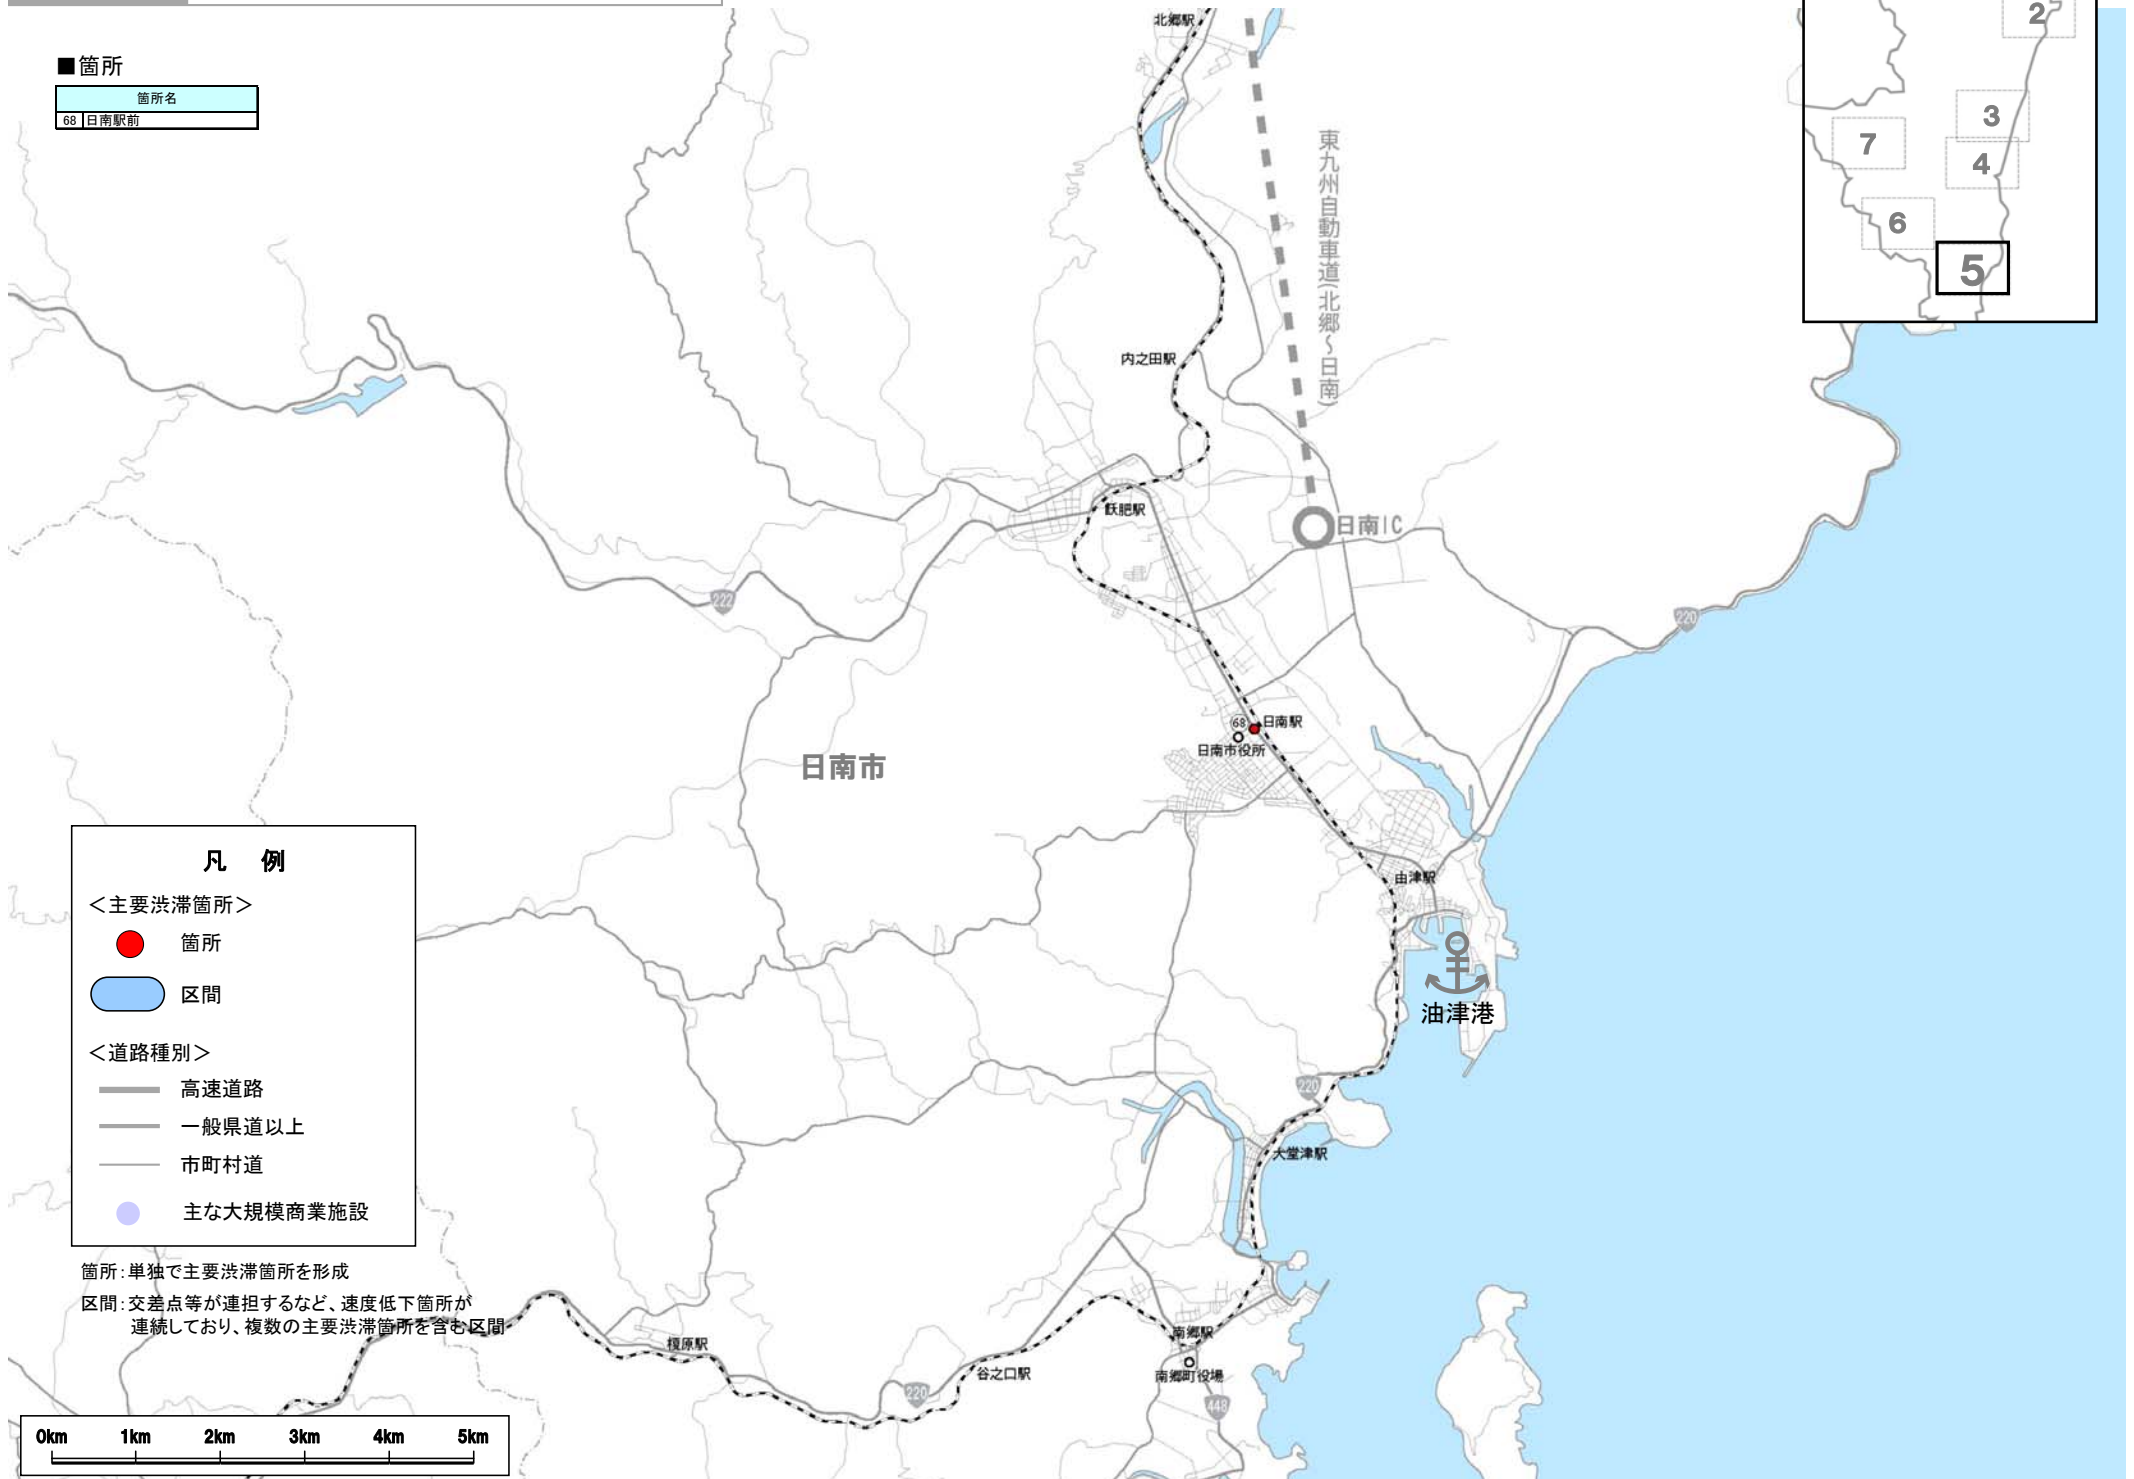 ■箇所
箇所名
68 日南駅前
2
3
7
4
6
5
北郷駅
東九州自動車道(北郷～日南)
内之田駅
飫肥駅
日南IC
222
220
68
日南駅
日南市役所
日南市
油津駅
油津港
220
大堂津駅
凡 例
＜主要渋滞箇所＞
箇所
区間
＜道路種別＞
高速道路
一般県道以上
市町村道
主な大規模商業施設
箇所：単独で主要渋滞箇所を形成
区間：交差点等が連担するなど、速度低下箇所が
連続しており、複数の主要渋滞箇所を含む区間
榎原駅
谷之口駅
220
南郷駅
南郷町役場
448
0km 1km 2km 3km 4km 5km